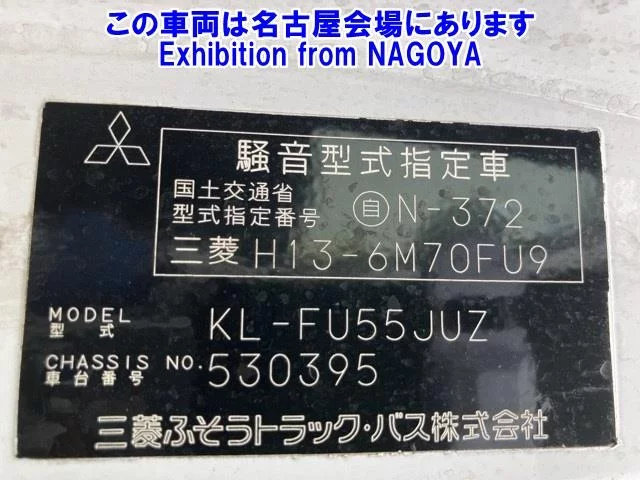 この車両は名古屋会場にあります
Exhibition from NAGOYA
騒音型式指定車
国土交通省
型式指定番号 自 N-372
三菱 H13-6M70FU9
MODEL
型式 KL-FU55JUZ
CHASSIS NO.
車台番号 530395
三菱ふそうトラック・バス株式会社